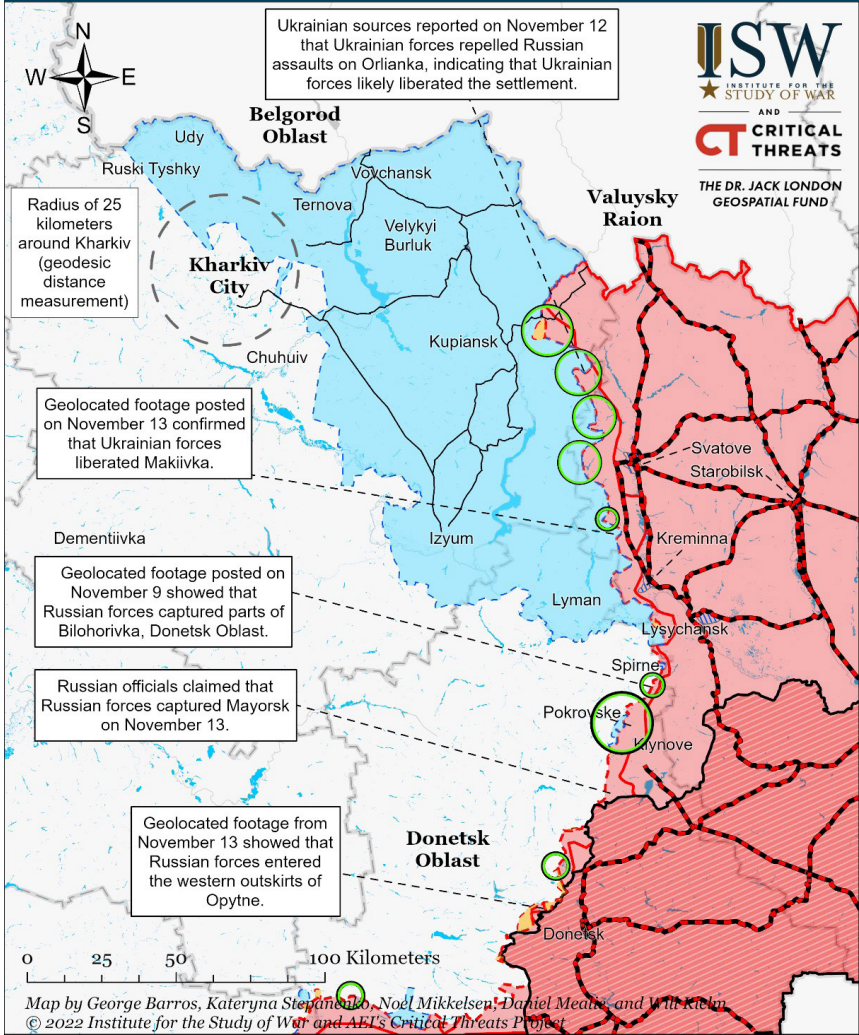 Ukrainian sources reported on November 12
that Ukrainian forces repelled Russian
assaults on Orlianka, indicating that Ukrainian
forces likely liberated the settlement.
N
W
E
S
ISW
INSTITUTE FOR THE
STUDY OF WAR
AND
CT CRITICAL
THREATS
THE DR. JACK LONDON
GEOSPATIAL FUND
Belgorod
Oblast
Udy
Ruski Tyshky
Vovchansk
Ternova
Valuysky
Raion
Radius of 25
kilometers
around Kharkiv
(geodesic
distance
measurement)
Velykyi
Burluk
Kharkiv
City
Kupiansk
Chuhuiv
Geolocated footage posted
on November 13 confirmed
that Ukrainian forces
liberated Makiivka.
Svatove
Starobilsk
Dementiivka
Izyum
Kreminna
Geolocated footage posted on
November 9 showed that
Russian forces captured parts of
Bilohorivka, Donetsk Oblast.
Lyman
Lysychansk
Spirne
Russian officials claimed that
Russian forces captured Mayorsk
on November 13.
Pokrovske
Klynove
Geolocated footage from
November 13 showed that
Russian forces entered
the western outskirts of
Opytne.
Donetsk
Oblast
Donetsk
0 25 50 100 Kilometers
Map by George Barros, Kateryna Stepanenko, Noel Mikkelsen, Daniel Mealie, and Will Kielm
© 2022 Institute for the Study of War and AEI's Critical Threats Project